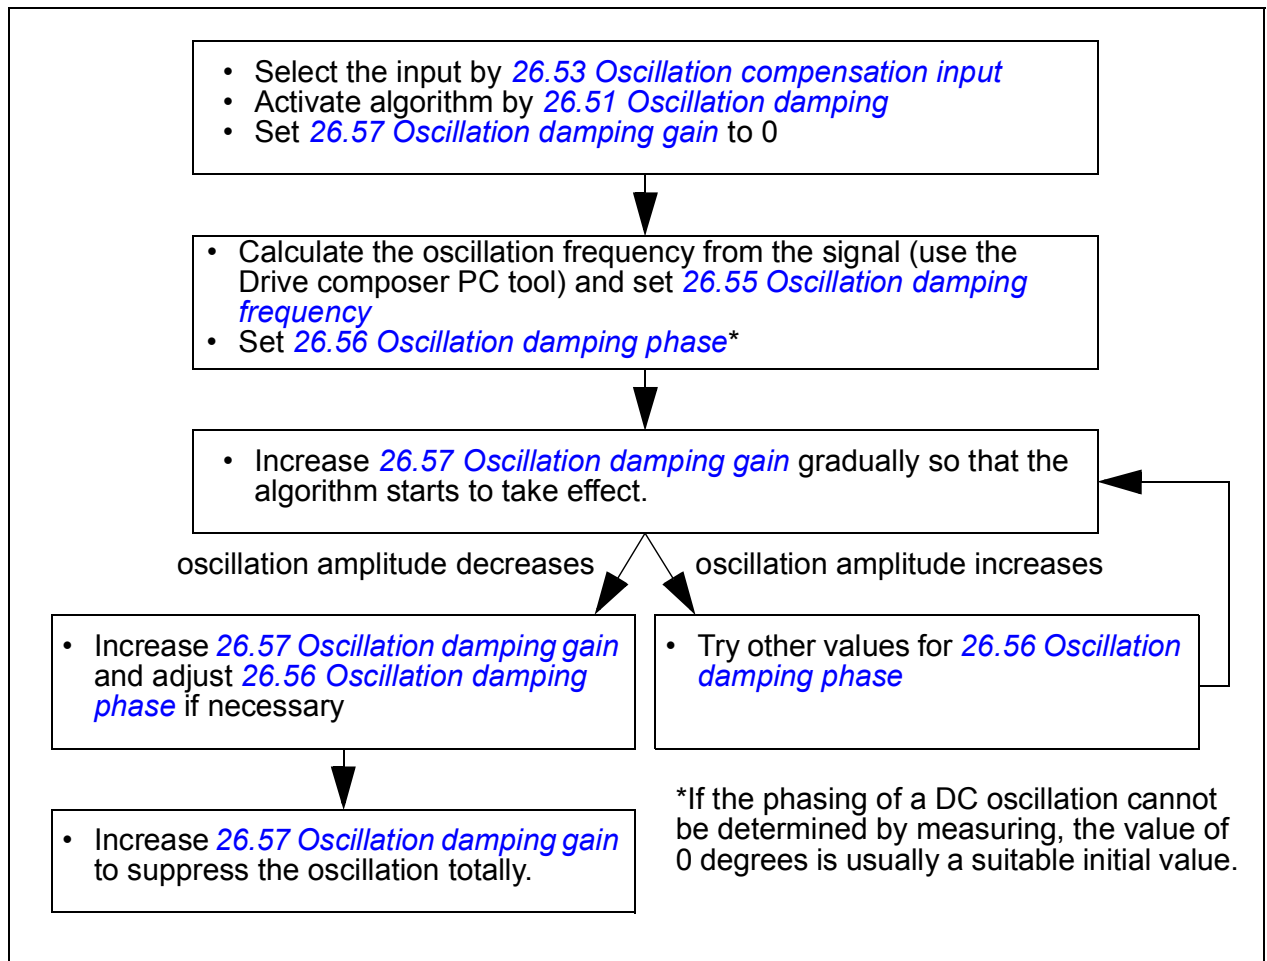 • Select the input by 26.53 Oscillation compensation input
• Activate algorithm by 26.51 Oscillation damping
• Set 26.57 Oscillation damping gain to 0
• Calculate the oscillation frequency from the signal (use the
Drive composer PC tool) and set 26.55 Oscillation damping
frequency
• Set 26.56 Oscillation damping phase*
• Increase 26.57 Oscillation damping gain gradually so that the
algorithm starts to take effect.
oscillation amplitude decreases
oscillation amplitude increases
• Increase 26.57 Oscillation damping gain
and adjust 26.56 Oscillation damping
phase if necessary
• Try other values for 26.56 Oscillation
damping phase
• Increase 26.57 Oscillation damping gain
to suppress the oscillation totally.
*If the phasing of a DC oscillation cannot
be determined by measuring, the value of
0 degrees is usually a suitable initial value.